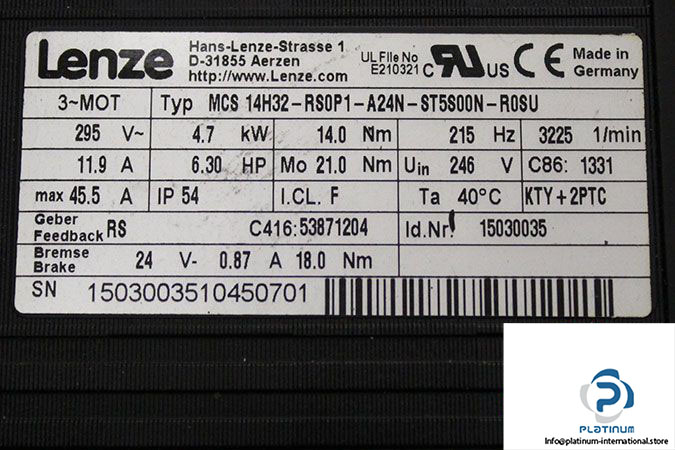 Lenze
Hans-Lenze-Strasse 1
D-31855 Aerzen
http://www.Lenze.com
UL File No
E210321
C RU US CE
Made in
Germany
3~MOT Typ MCS 14H32-RS0P1-A24N-ST5S00N-R0SU
295 V~ 4.7 kW 14.0 Nm 215 Hz 3225 1/min
11.9 A 6.30 HP Mo 21.0 Nm Uin 246 V C86: 1331
max 45.5 A IP 54 I.CL. F Ta 40°C KTY+2PTC
Geber
Feedback RS C416:53871204 Id.Nr. 15030035
Bremse
Brake 24 V- 0.87 A 18.0 Nm
SN 1503003510450701
P
PLATINUM
Info@platinum-international.store